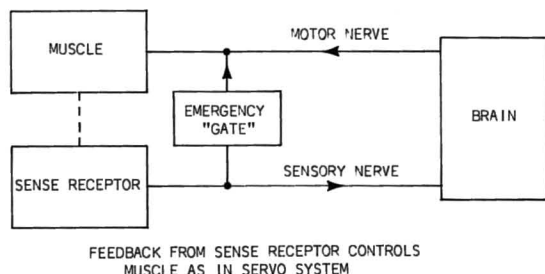 MUSCLE
MOTOR NERVE
EMERGENCY
"GATE"
BRAIN
SENSE RECEPTOR
SENSORY NERVE
FEEDBACK FROM SENSE RECEPTOR CONTROLS
MUSCLE AS IN SERVO SYSTEM